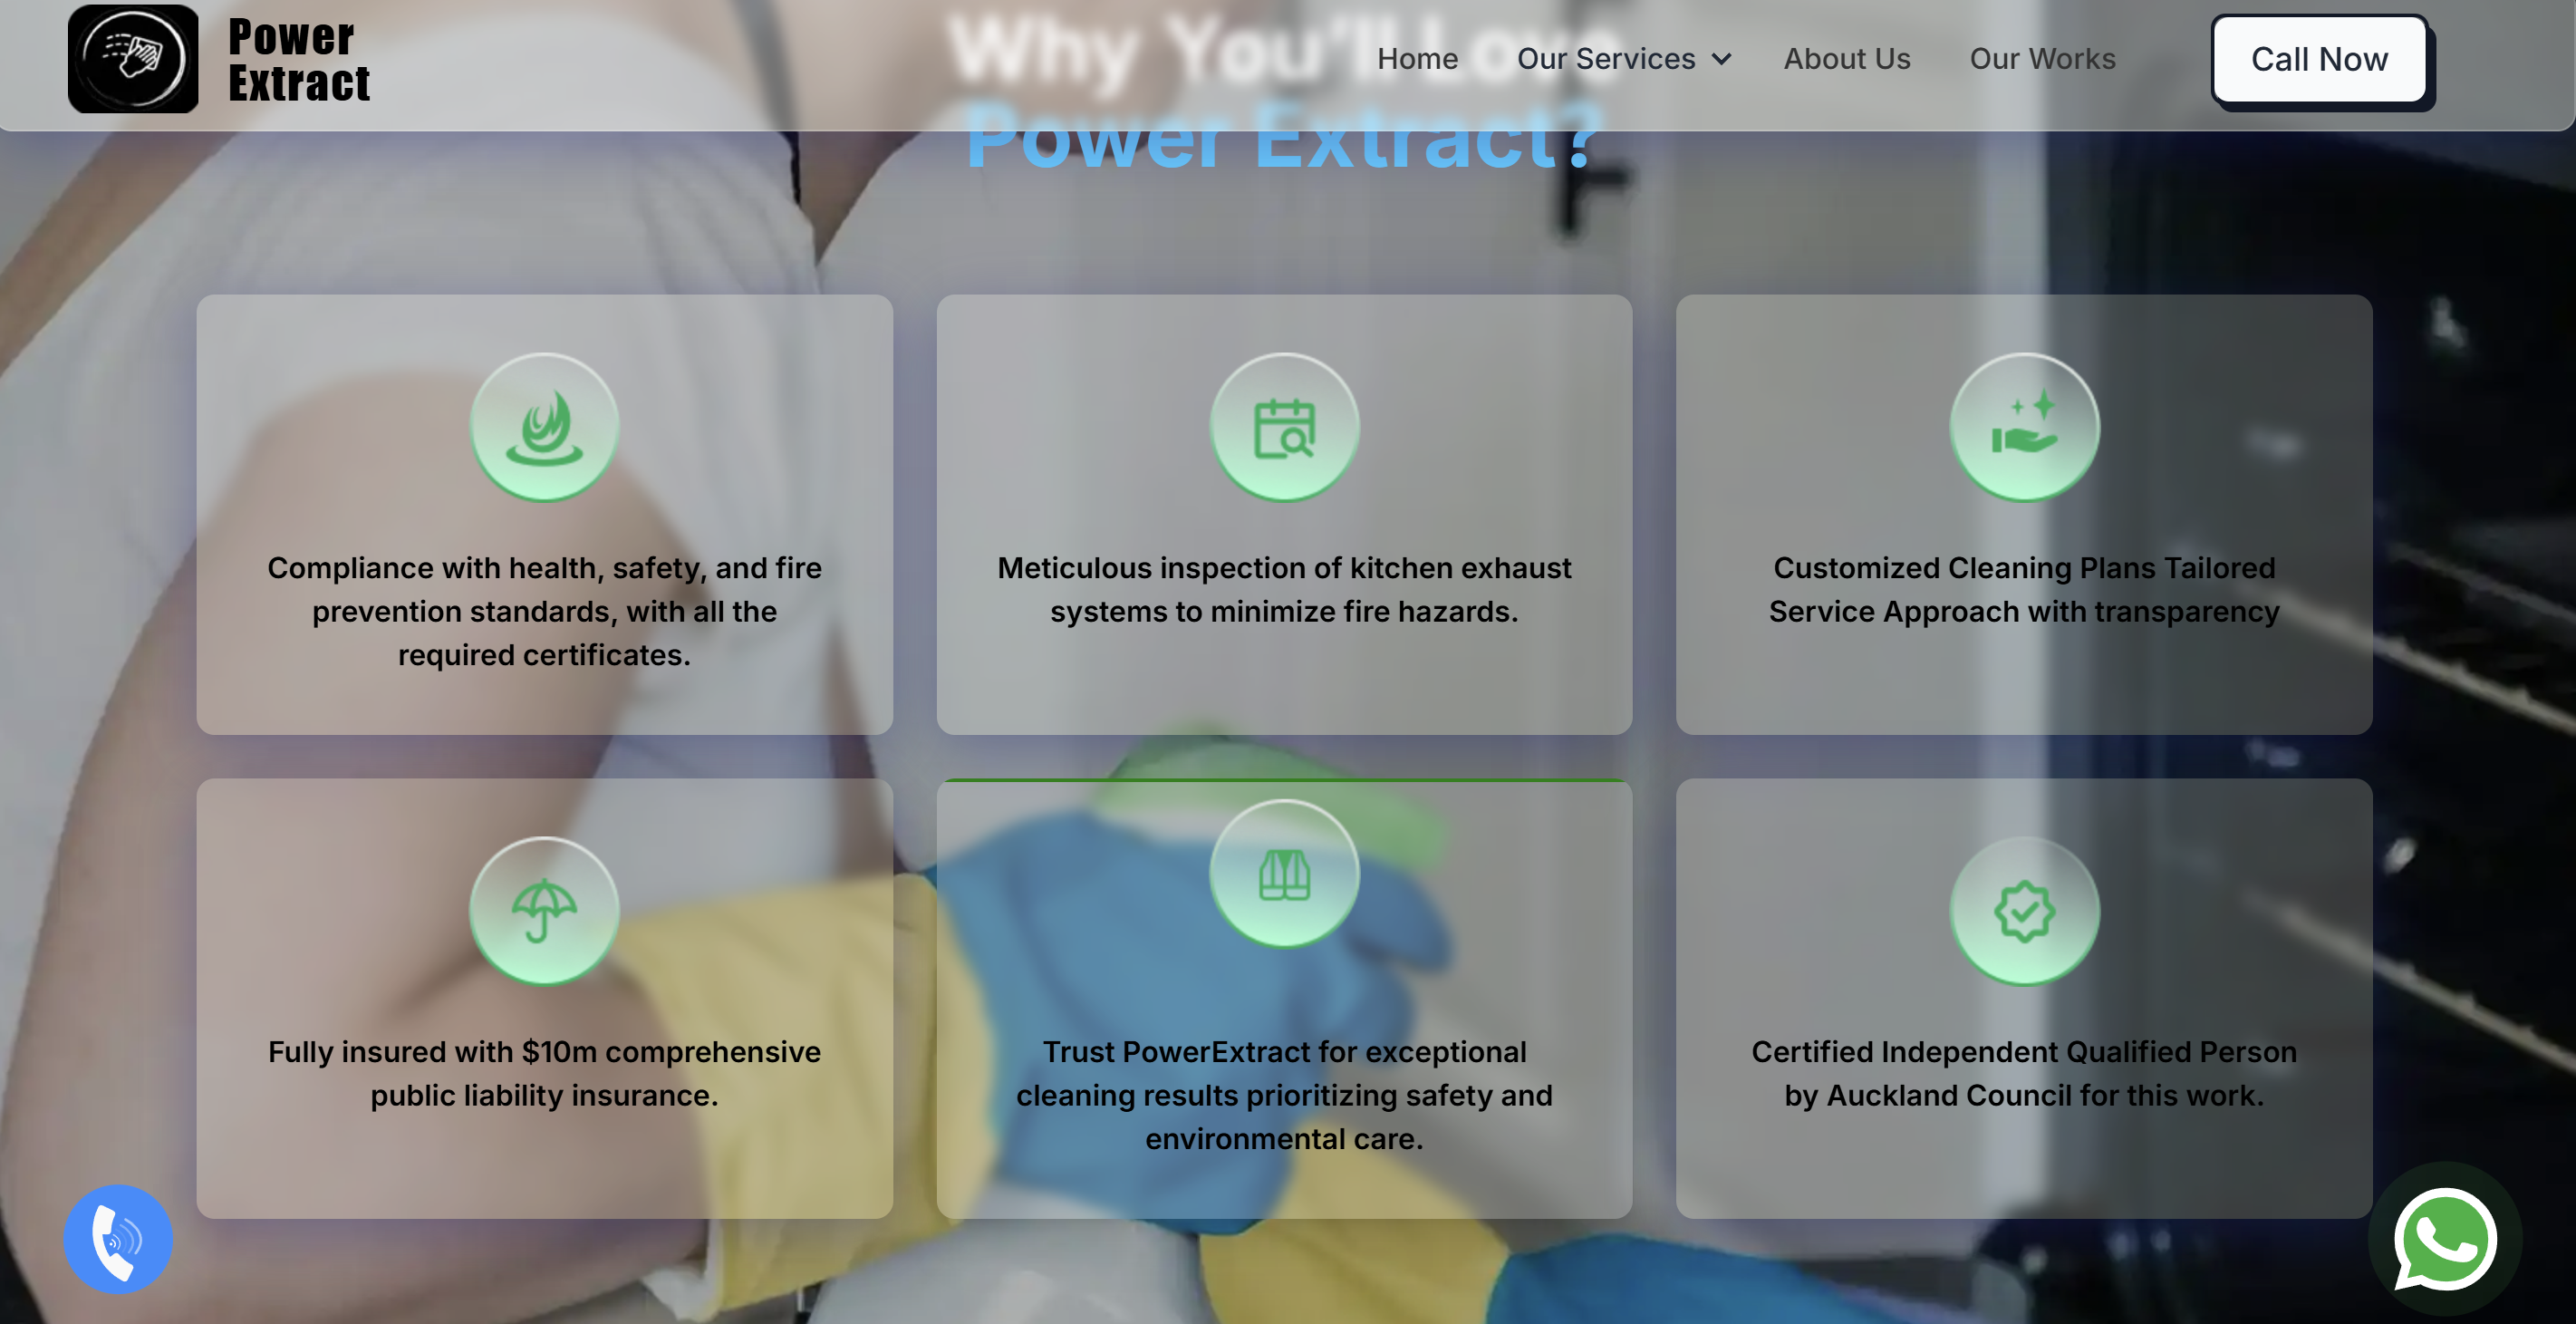 Power
Extract
Home
Our Services
About Us
Our Works
Call Now
Why You'll Love
Power Extract?
Compliance with health, safety, and fire
prevention standards, with all the
required certificates.
Meticulous inspection of kitchen exhaust
systems to minimize fire hazards.
Customized Cleaning Plans Tailored
Service Approach with transparency
Fully insured with $10m comprehensive
public liability insurance.
Trust PowerExtract for exceptional
cleaning results prioritizing safety and
environmental care.
Certified Independent Qualified Person
by Auckland Council for this work.